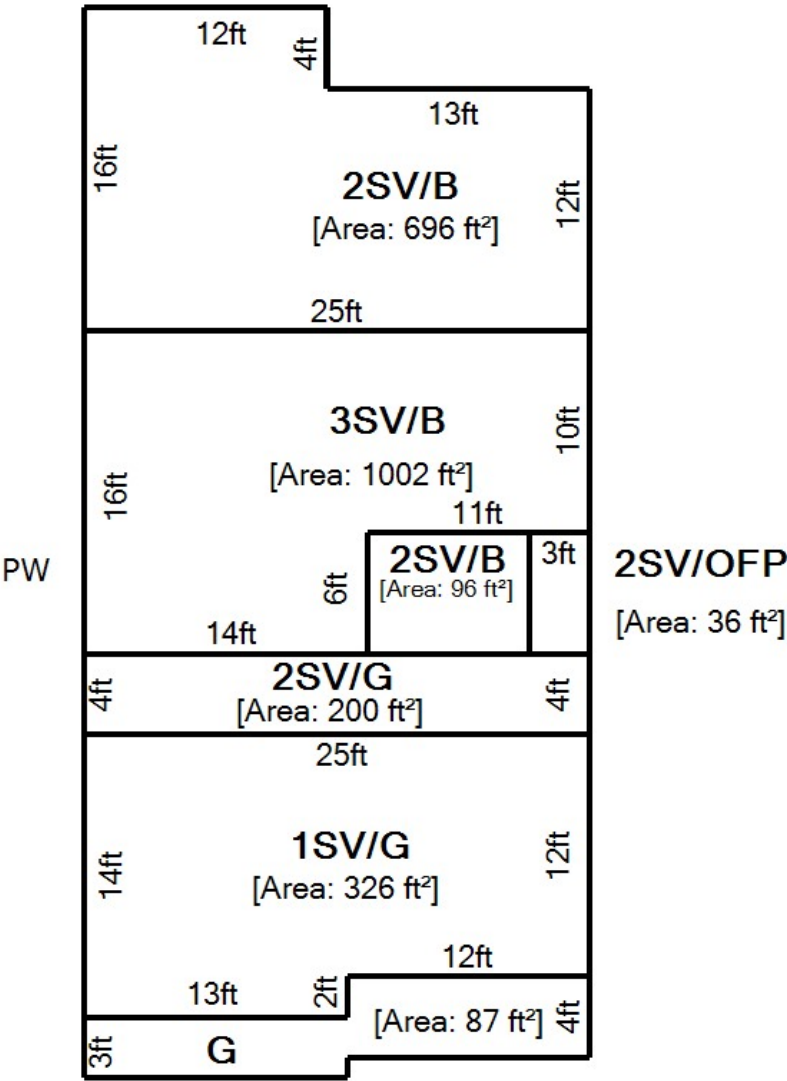 12ft
4ft
13ft
16ft
2SV/B
12ft
[Area: 696 ft²]
25ft
3SV/B
10ft
[Area: 1002 ft²]
16ft
11ft
PW
2SV/B
3ft
2SV/OFP
6ft
[Area: 96 ft²]
[Area: 36 ft²]
14ft
4ft
2SV/G
4ft
[Area: 200 ft²]
25ft
1SV/G
14ft
12ft
[Area: 326 ft²]
12ft
13ft
2ft
[Area: 87 ft²]
4ft
3ft
G